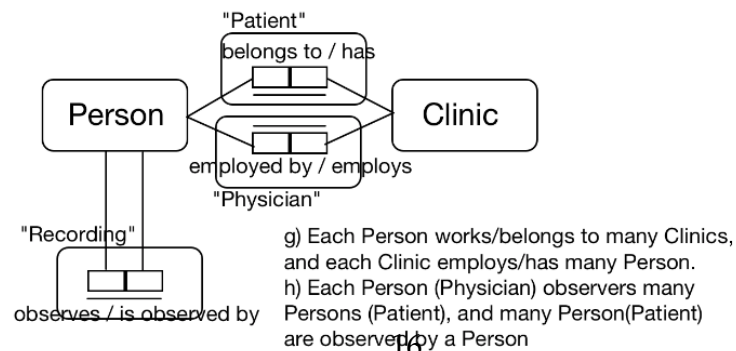 "Patient"
belongs to / has
Person
Clinic
employed by / employs
"Physician"
"Recording"
observes / is observed by
g) Each Person works/belongs to many Clinics,
and each Clinic employs/has many Person.
h) Each Person (Physician) observers many
Persons (Patient), and many Person(Patient)
are observed by a Person
16